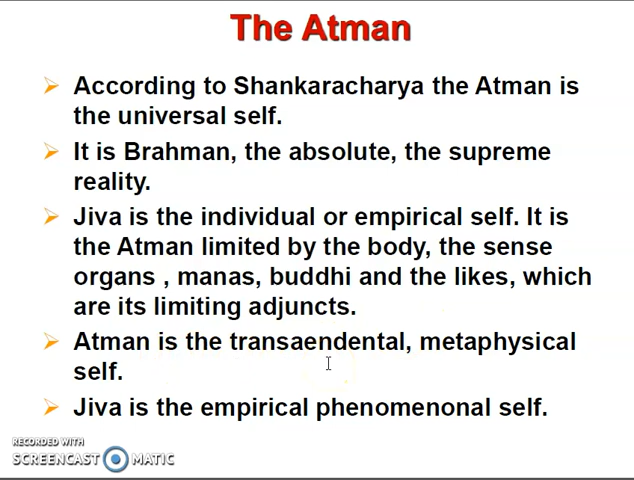 The Atman
According to Shankaracharya the Atman is
the universal self.
It is Brahman, the absolute, the supreme
reality.
Jiva is the individual or empirical self. It is
the Atman limited by the body, the sense
organs , manas, buddhi and the likes, which
are its limiting adjuncts.
Atman is the transaendental, metaphysical
self.
Jiva is the empirical phenomenonal self.
RECORDED WITH
SCREENCAST MATIC